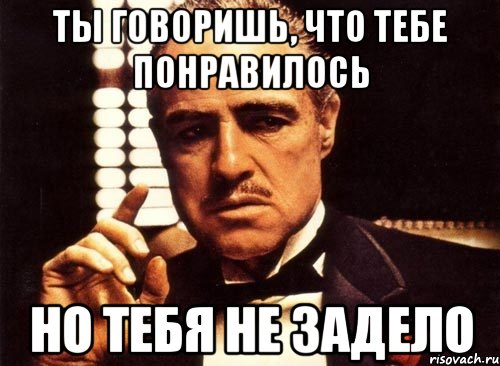 ТЫ ГОВОРИШЬ, ЧТО ТЕБЕ
ПОНРАВИЛОСЬ
НО ТЕБЯ НЕ ЗАДЕЛО
risovach.ru